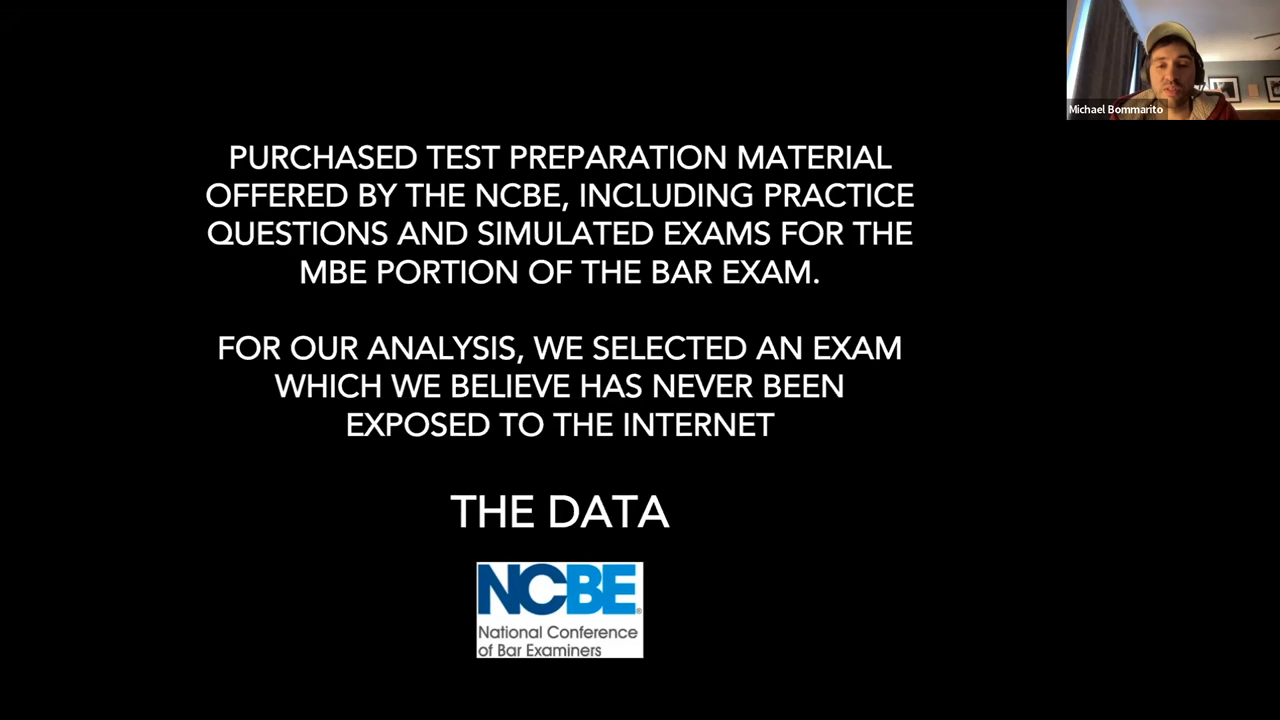 Michael Bommarito
PURCHASED TEST PREPARATION MATERIAL
OFFERED BY THE NCBE, INCLUDING PRACTICE
QUESTIONS AND SIMULATED EXAMS FOR THE
MBE PORTION OF THE BAR EXAM.
FOR OUR ANALYSIS, WE SELECTED AN EXAM
WHICH WE BELIEVE HAS NEVER BEEN
EXPOSED TO THE INTERNET
THE DATA
NCBE®
National Conference
of Bar Examiners